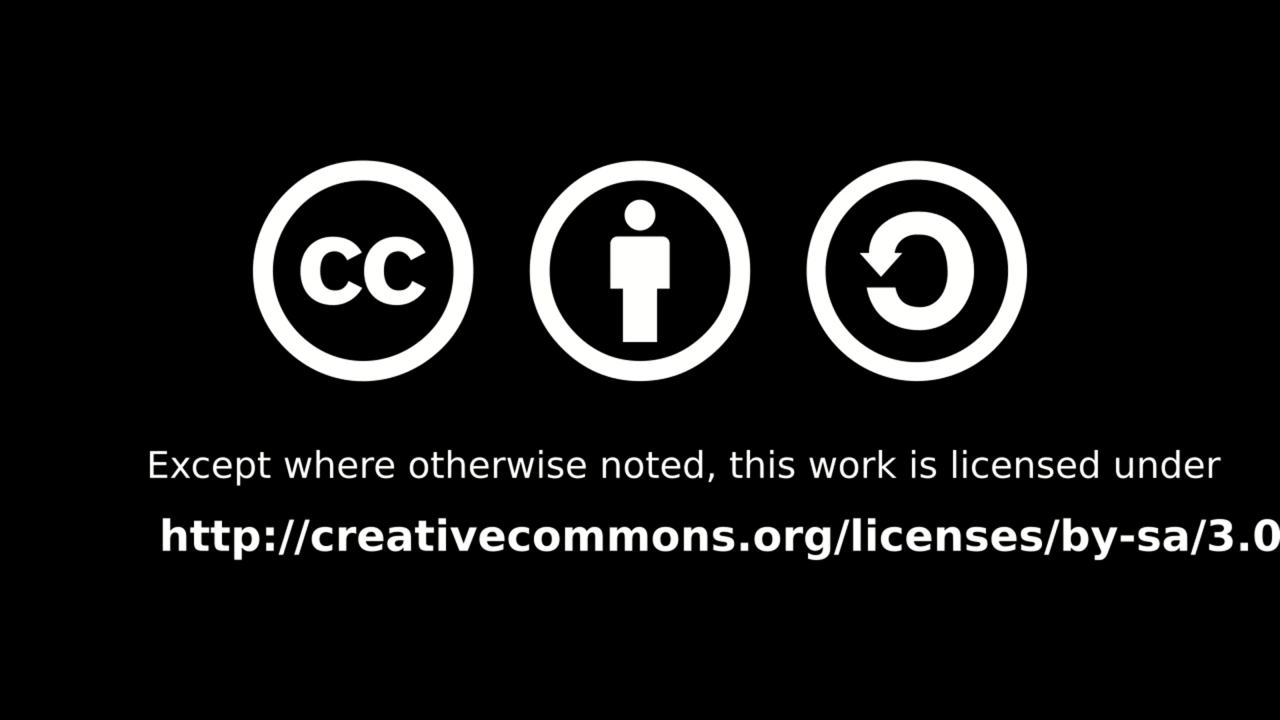 cc
Except where otherwise noted, this work is licensed under
http://creativecommons.org/licenses/by-sa/3.0